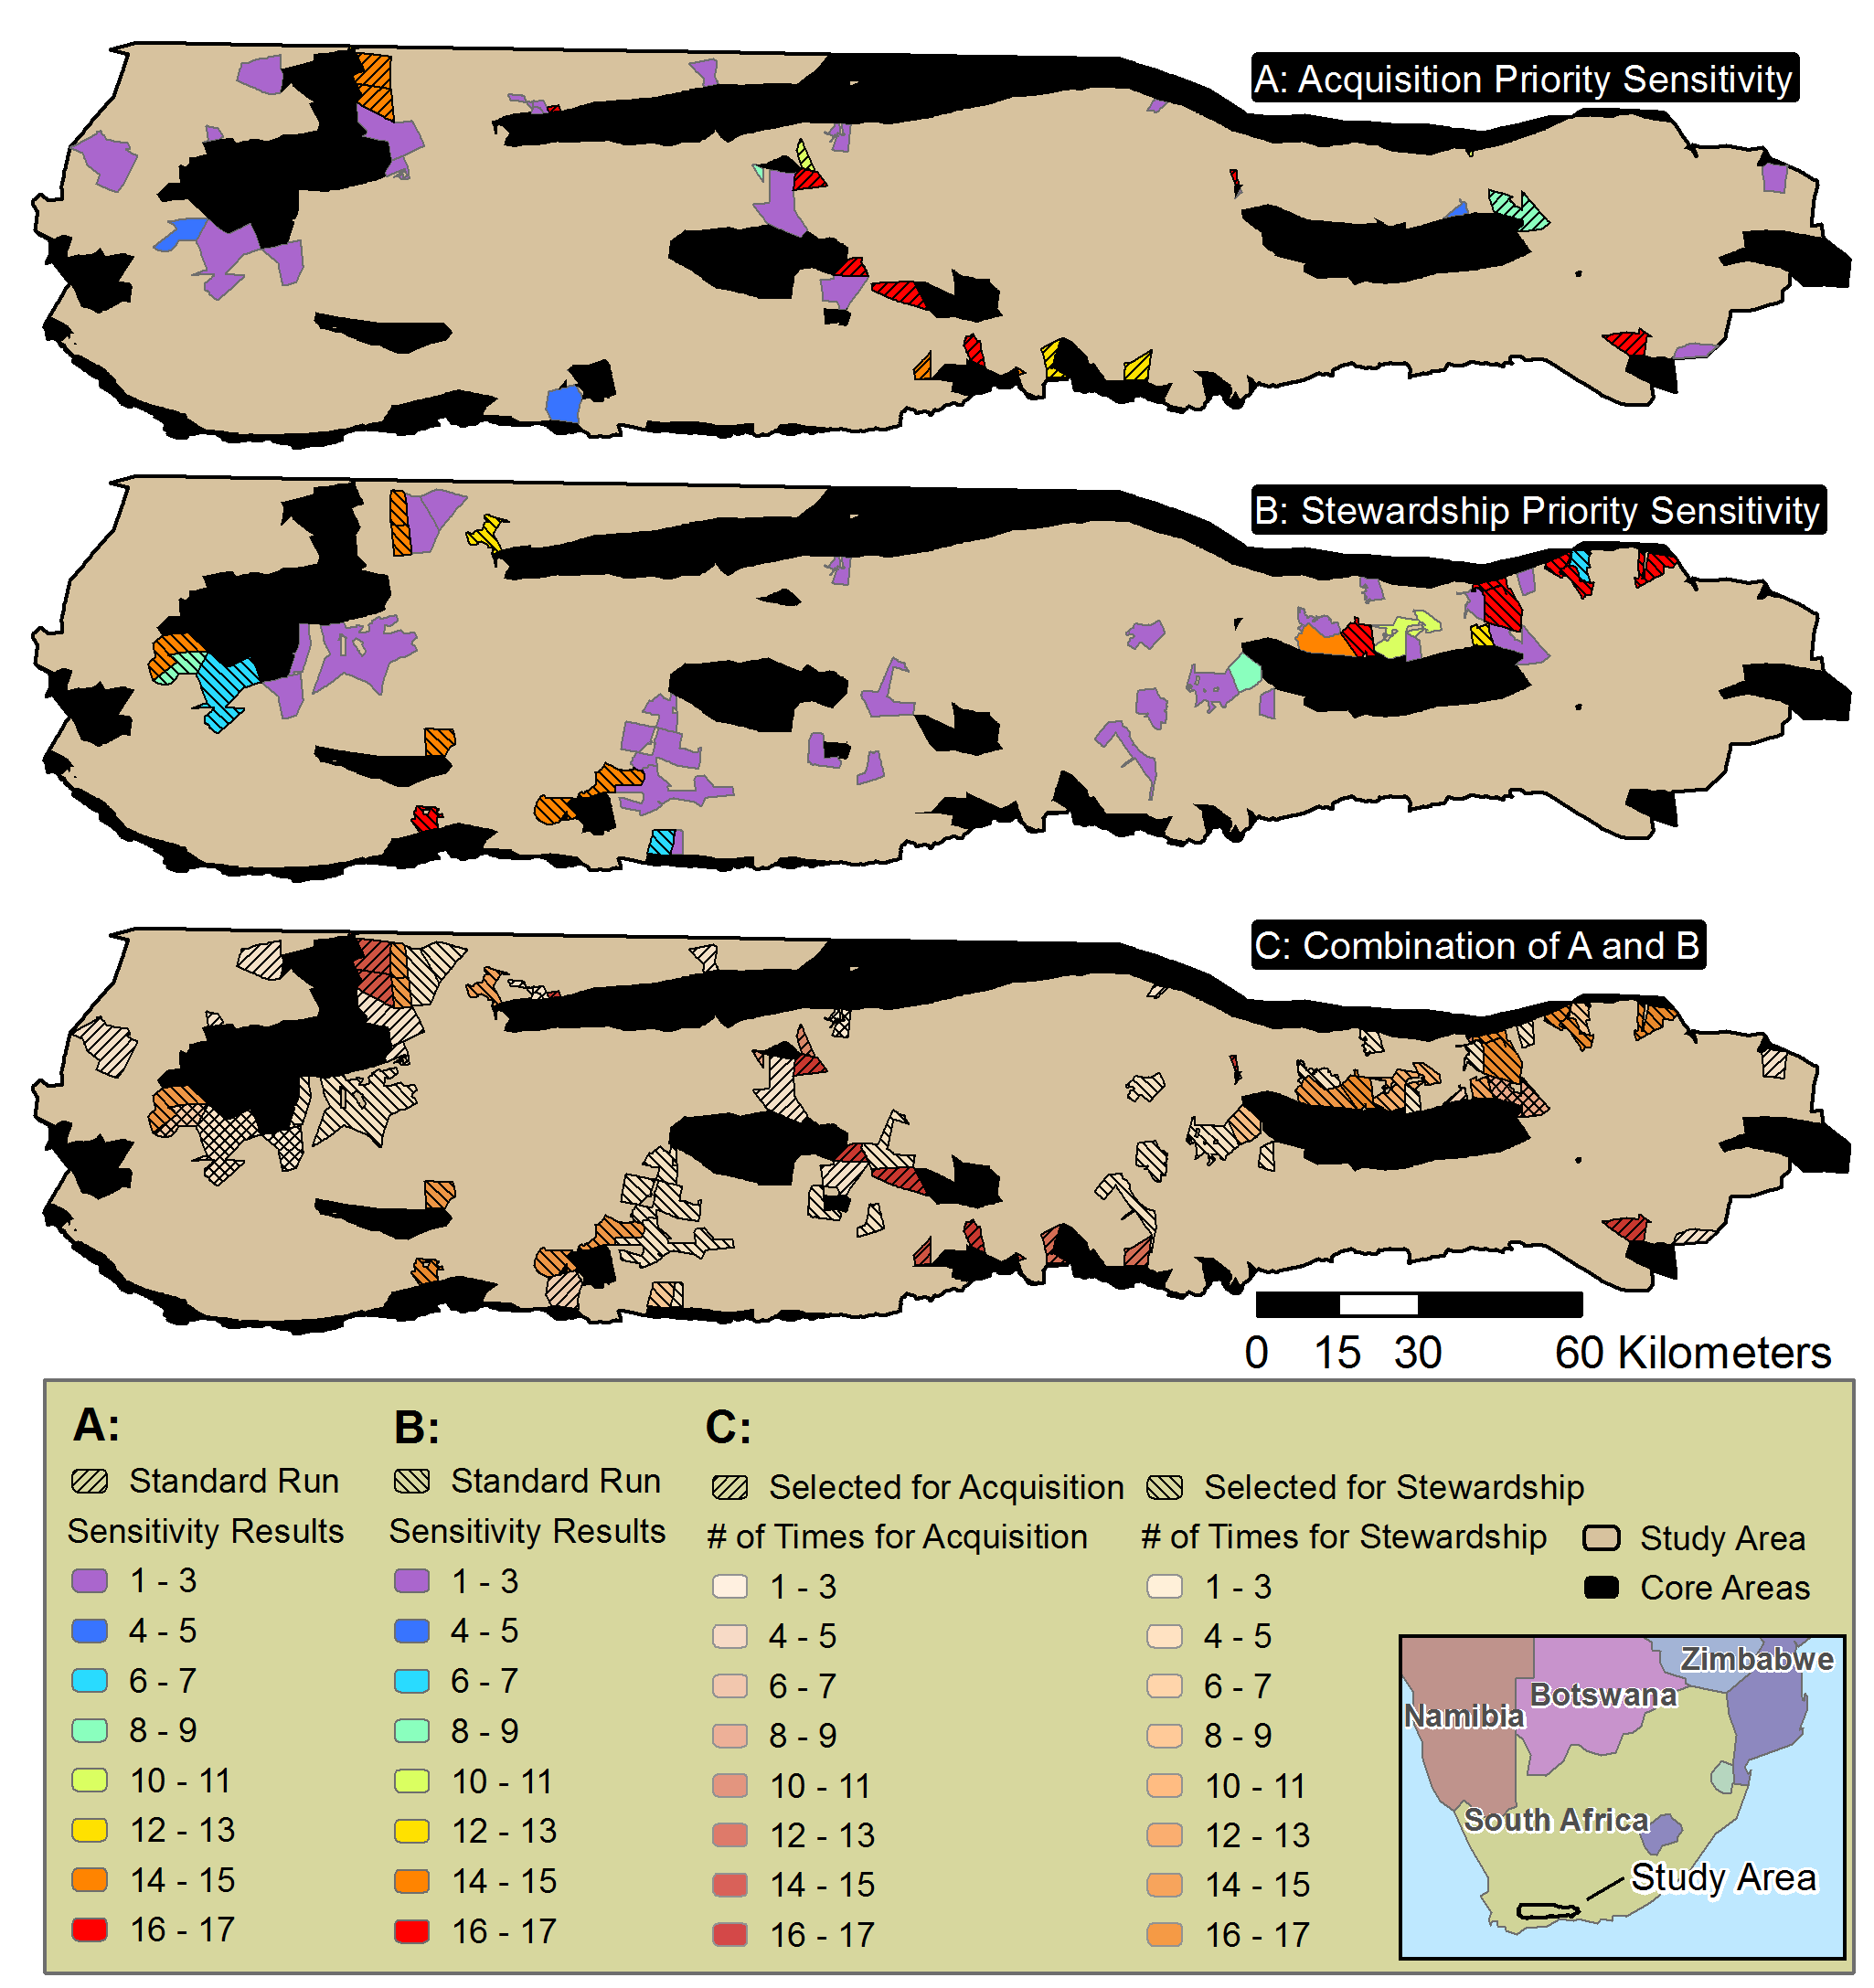 A: Acquisition Priority Sensitivity
B: Stewardship Priority Sensitivity
C: Combination of A and B
0 15 30 60 Kilometers
A:
Standard Run
Sensitivity Results
1 - 3
4 - 5
6 - 7
8 - 9
10 - 11
12 - 13
14 - 15
16 - 17
B:
Standard Run
Sensitivity Results
1 - 3
4 - 5
6 - 7
8 - 9
10 - 11
12 - 13
14 - 15
16 - 17
C:
Selected for Acquisition
# of Times for Acquisition
1 - 3
4 - 5
6 - 7
8 - 9
10 - 11
12 - 13
14 - 15
16 - 17
Selected for Stewardship
# of Times for Stewardship
1 - 3
4 - 5
6 - 7
8 - 9
10 - 11
12 - 13
14 - 15
16 - 17
Study Area
Core Areas
Zimbabwe
Botswana
Namibia
South Africa
Study Area